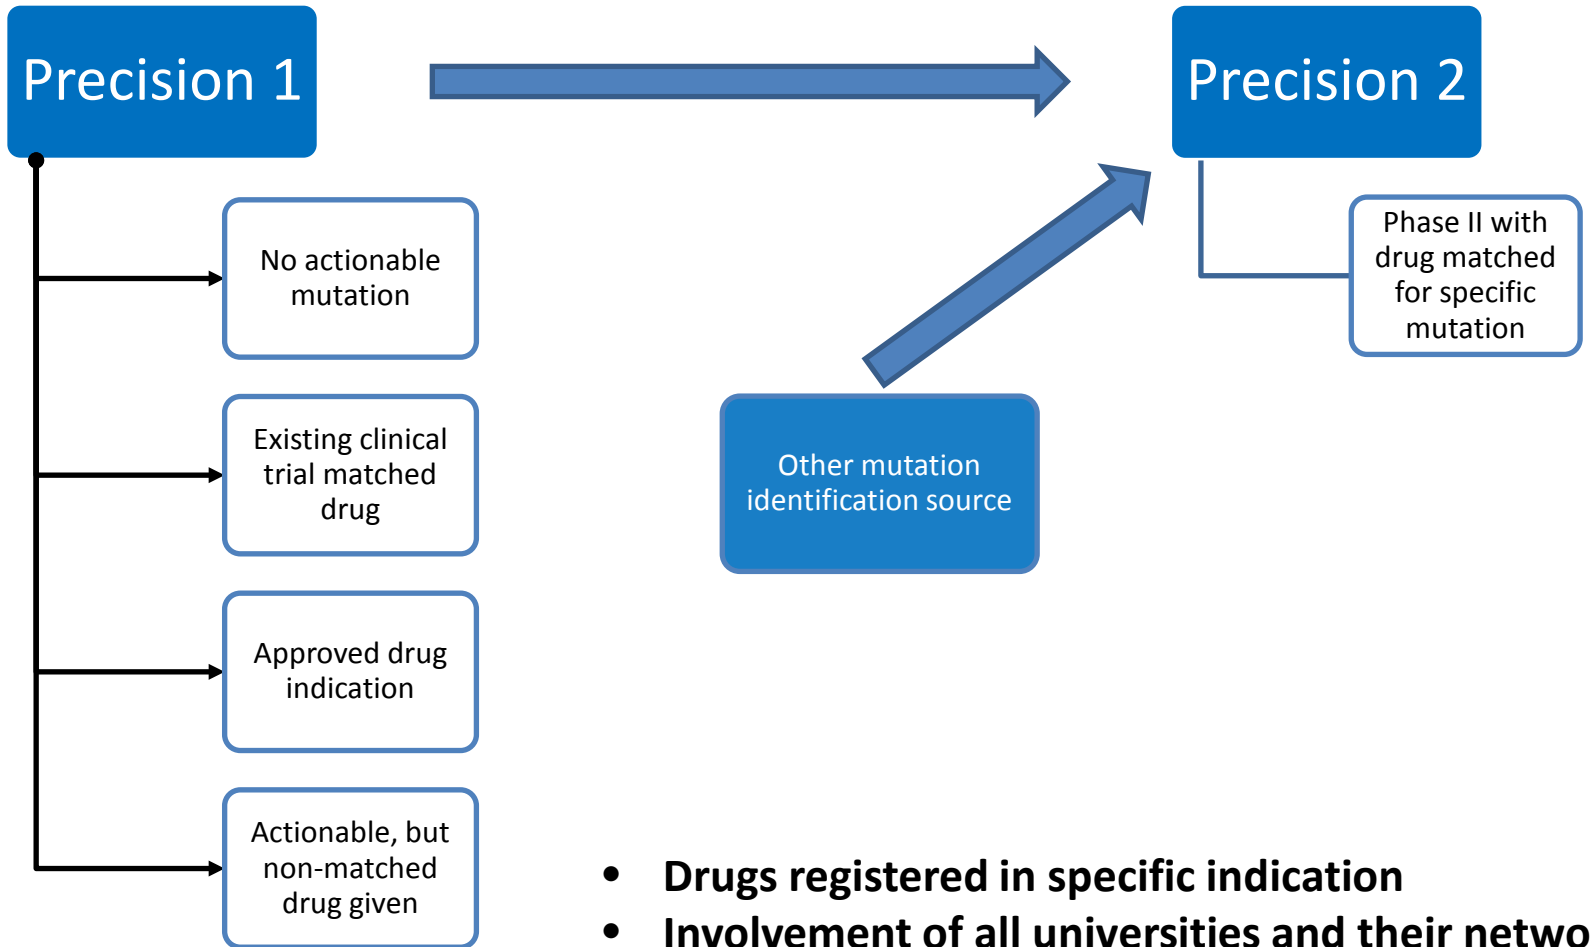 Precision 1
Precision 2
No actionable
mutation
Existing clinical
trial matched
drug
Approved drug
indication
Actionable, but
non-matched
drug given
Other mutation
identification source
Phase II with
drug matched
for specific
mutation
• Drugs registered in specific indication
• Involvement of all universities and their